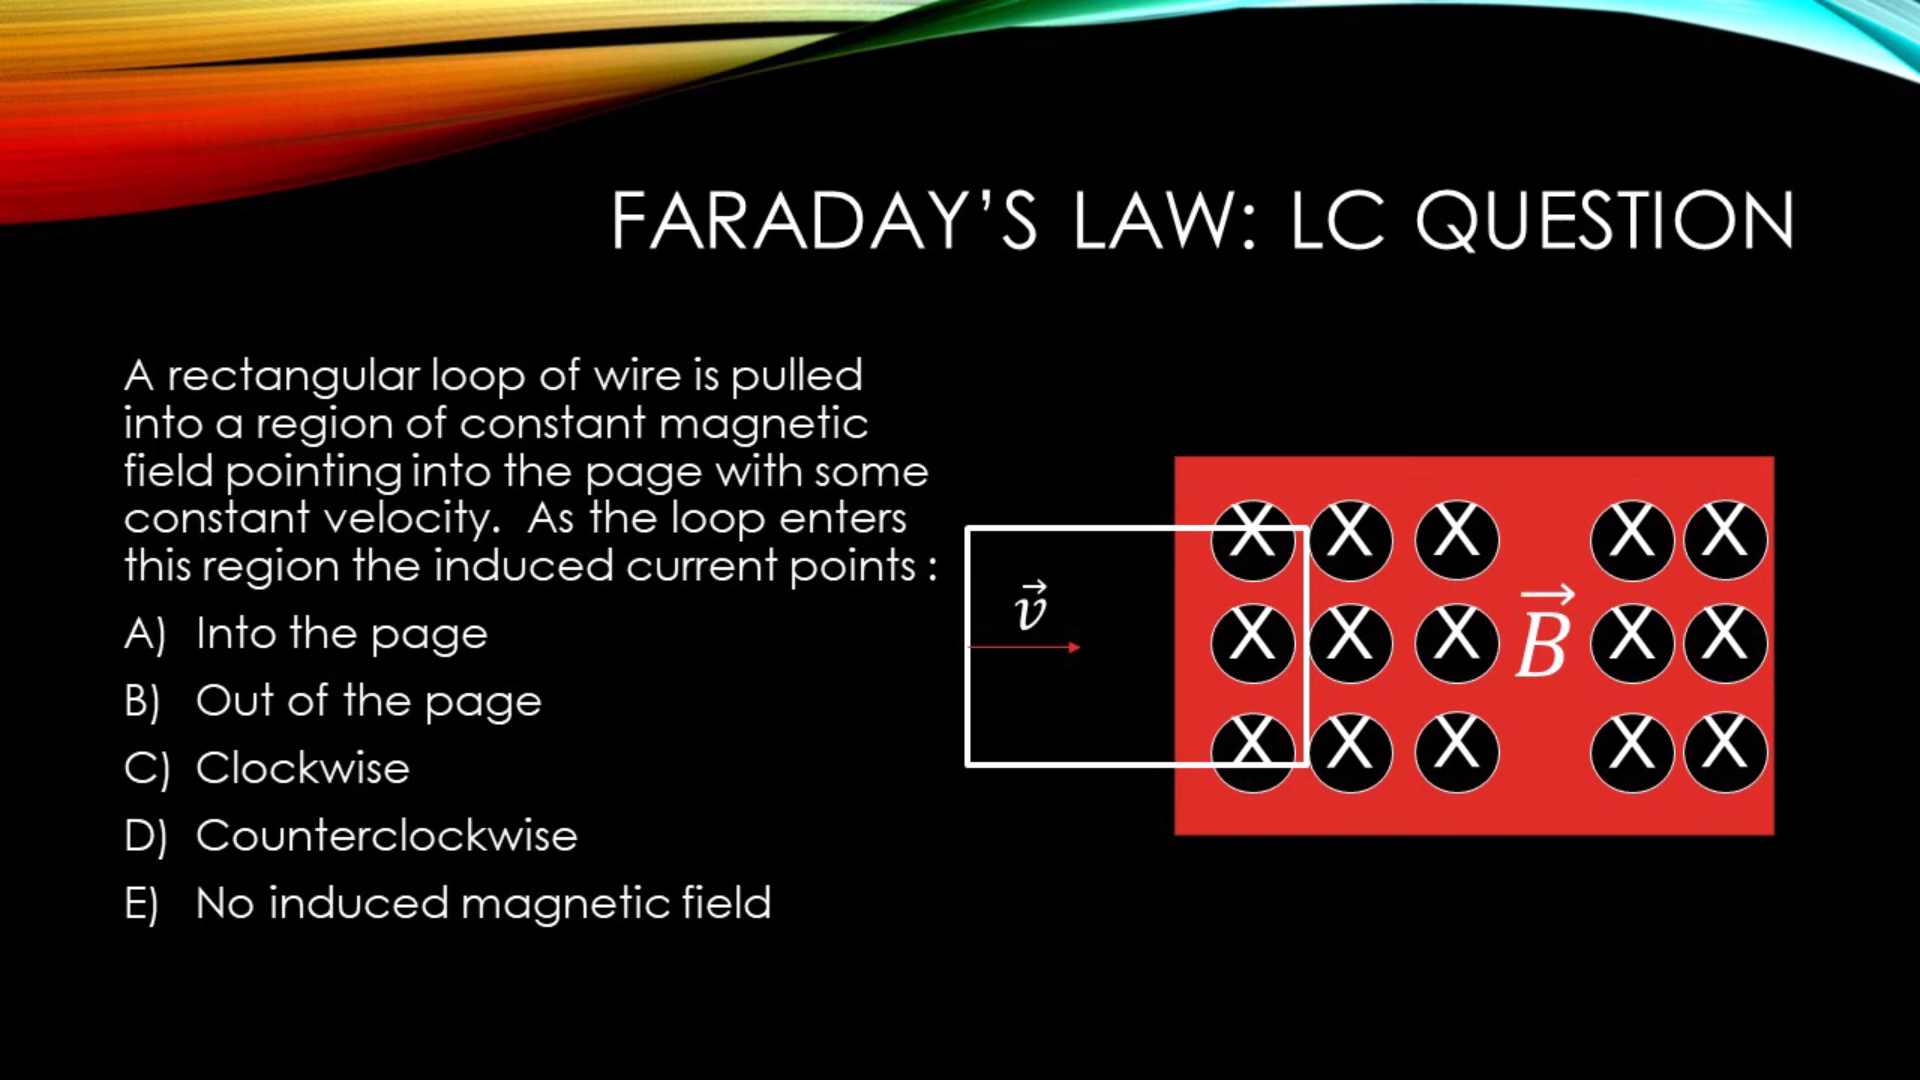 FARADAY’S LAW: LC QUESTION
A rectangular loop of wire is pulled
into a region of constant magnetic
field pointing into the page with some
constant velocity.  As the loop enters
this region the induced current points :
A) Into the page
B) Out of the page
C) Clockwise
D) Counterclockwise
E) No induced magnetic field
X X X X X
v⃗
X X X B⃗ X X
X X X X X